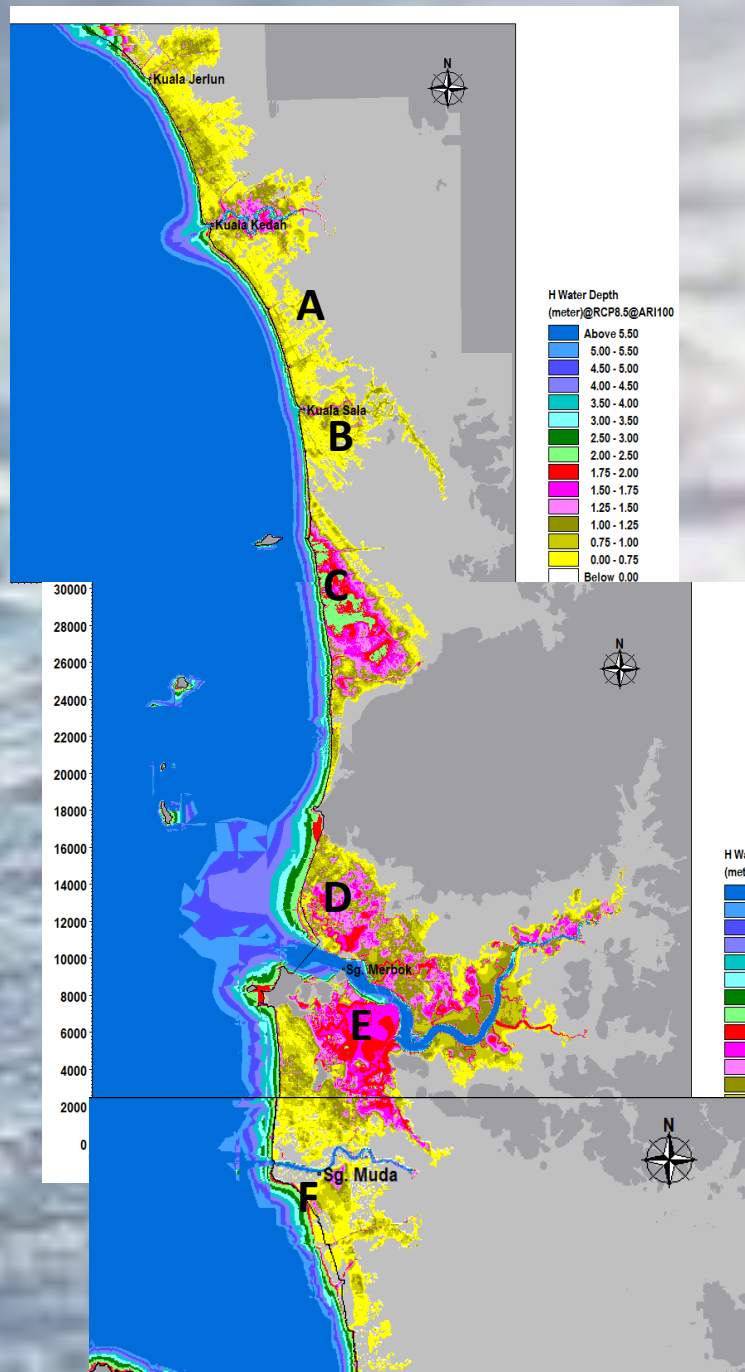 N
Kuala Jerlun
Kuala Kedah
A
Kuala Sala
B
C
H Water Depth
(meter)@RCP8.5@ARI100
Above 5.50
5.00 - 5.50
4.50 - 5.00
4.00 - 4.50
3.50 - 4.00
3.00 - 3.50
2.50 - 3.00
2.00 - 2.50
1.75 - 2.00
1.50 - 1.75
1.25 - 1.50
1.00 - 1.25
0.75 - 1.00
0.00 - 0.75
Below 0.00
30000
28000
26000
24000
22000
20000
18000
16000
14000
12000
10000
8000
6000
4000
2000
0
N
D
Sg. Merbok
E
H Wa
(met
N
Sg. Muda
F